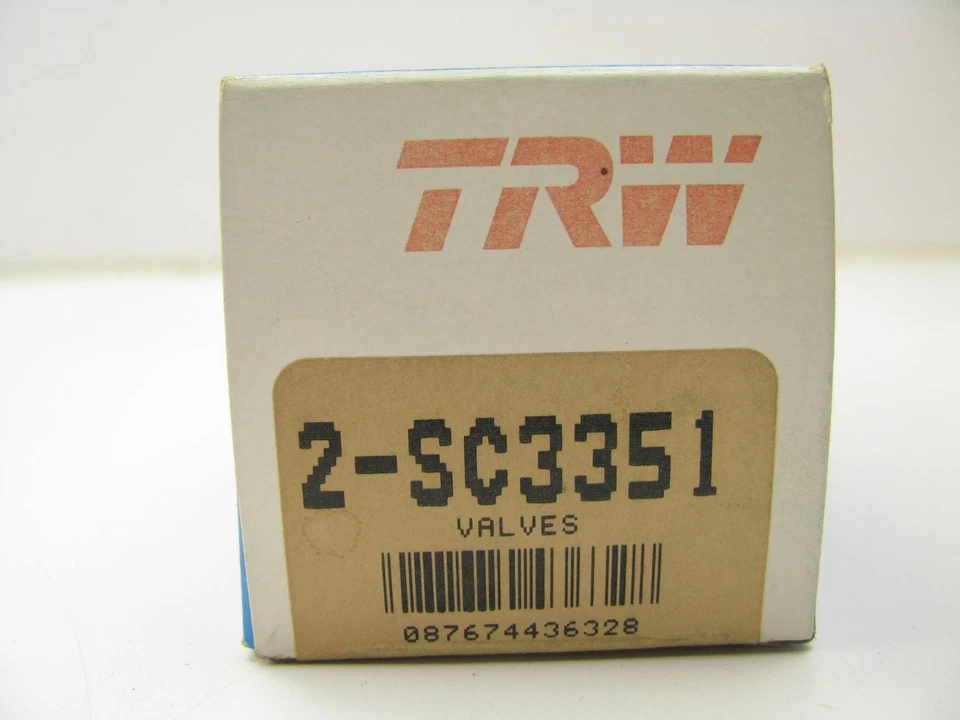 TRW
2-SC3351
VALVES
087674436328